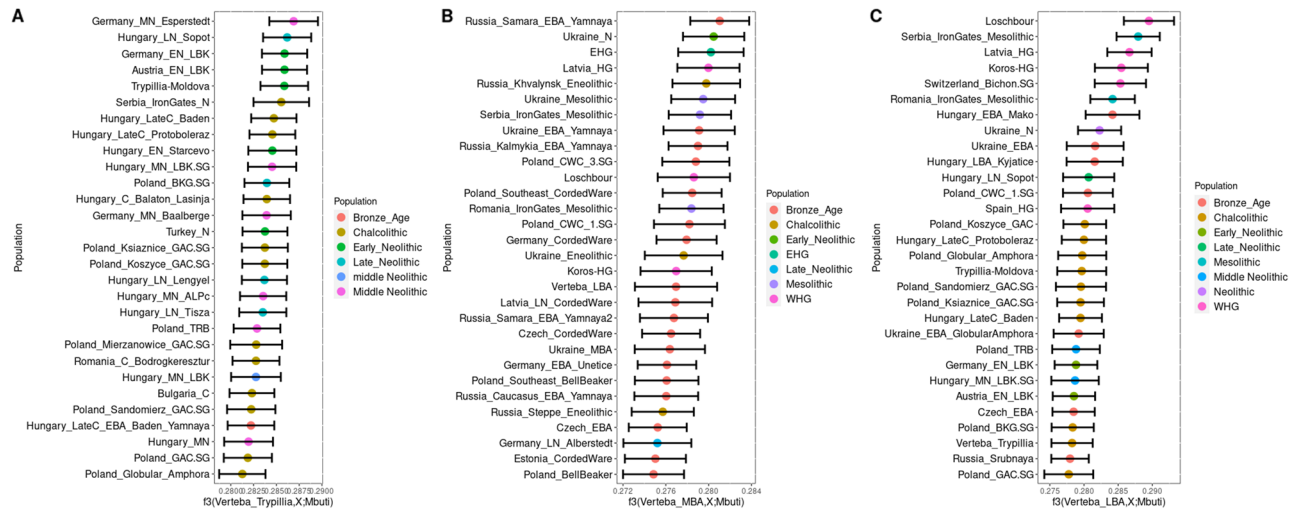 A
Germany_MN_Esperstedt
Hungary_LN_Sopot
Germany_EN_LBK
Austria_EN_LBK
Trypillia-Moldova
Serbia_IronGates_N
Hungary_LateC_Baden
Hungary_LateC_Protoboleraz
Hungary_EN_Starcevo
Hungary_MN_LBK.SG
Poland_BKG.SG
Hungary_C_Balaton_Lasinja
Germany_MN_Baalberge
Turkey_N
Poland_Ksiaznice_GAC.SG
Poland_Koszyce_GAC.SG
Hungary_LN_Lengyel
Hungary_MN_ALPc
Hungary_LN_Tisza
Poland_TRB
Poland_Mierzanowice_GAC.SG
Romania_C_Bodrogkeresztur
Hungary_MN_LBK
Bulgaria_C
Poland_Sandomierz_GAC.SG
Hungary_LateC_EBA_Baden_Yamnaya
Hungary_MN
Poland_GAC.SG
Poland_Globular_Amphora
Population
0.2800 0.2825 0.2850 0.2875 0.2900
f3(Verteba_Trypillia,X;Mbuti)
Population
Bronze_Age
Chalcolithic
Early_Neolithic
Late_Neolithic
middle Neolithic
Middle Neolithic
B
Russia_Samara_EBA_Yamnaya
Ukraine_N
EHG
Latvia_HG
Russia_Khvalynsk_Eneolithic
Ukraine_Mesolithic
Serbia_IronGates_Mesolithic
Ukraine_EBA_Yamnaya
Russia_Kalmykia_EBA_Yamnaya
Poland_CWC_3.SG
Loschbour
Poland_Southeast_CordedWare
Romania_IronGates_Mesolithic
Poland_CWC_1.SG
Germany_CordedWare
Ukraine_Eneolithic
Koros-HG
Verteba_LBA
Latvia_LN_CordedWare
Russia_Samara_EBA_Yamnaya2
Czech_CordedWare
Ukraine_MBA
Germany_EBA_Unetice
Poland_Southeast_BellBeaker
Russia_Caucasus_EBA_Yamnaya
Russia_Steppe_Eneolithic
Czech_EBA
Germany_LN_Alberstedt
Estonia_CordedWare
Poland_BellBeaker
Population
0.272 0.276 0.280 0.284
f3(Verteba_MBA,X;Mbuti)
Population
Bronze_Age
Chalcolithic
Early_Neolithic
EHG
Late_Neolithic
Mesolithic
WHG
C
Loschbour
Serbia_IronGates_Mesolithic
Latvia_HG
Koros-HG
Switzerland_Bichon.SG
Romania_IronGates_Mesolithic
Hungary_EBA_Mako
Ukraine_N
Ukraine_EBA
Hungary_LBA_Kyjatice
Hungary_LN_Sopot
Poland_CWC_1.SG
Spain_HG
Poland_Koszyce_GAC
Hungary_LateC_Protoboleraz
Poland_Globular_Amphora
Trypillia-Moldova
Poland_Sandomierz_GAC.SG
Poland_Ksiaznice_GAC.SG
Hungary_LateC_Baden
Ukraine_EBA_GlobularAmphora
Poland_TRB
Germany_EN_LBK
Hungary_MN_LBK.SG
Austria_EN_LBK
Czech_EBA
Poland_BKG.SG
Verteba_Trypillia
Russia_Srubnaya
Poland_GAC.SG
Population
0.275 0.280 0.285 0.290
f3(Verteba_LBA,X;Mbuti)
Population
Bronze_Age
Chalcolithic
Early_Neolithic
Late_Neolithic
Mesolithic
Middle Neolithic
Neolithic
WHG